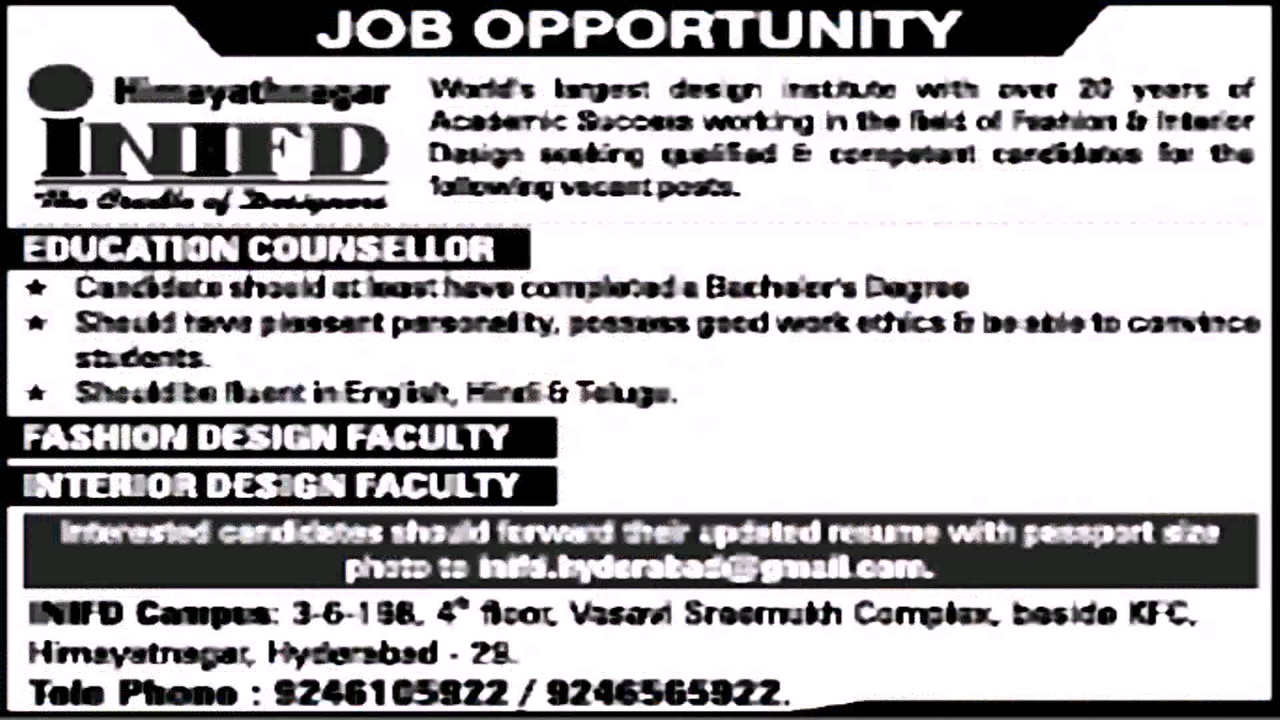 JOB OPPORTUNITY
Himayathnagar
INIFD
The Cradle of Designers
World's largest design institute with over 20 years of
Academic Success working in the field of Fashion & Interior
Design seeking qualified & competant candidates for the
following vacant posts.
EDUCATION COUNSELLOR
★ Candidate should at least have completed a Bachelor's Degree
★ Should have pleasant personality, possess good work ethics & be able to convince
students.
★ Should be fluent in English, Hindi & Telugu.
FASHION DESIGN FACULTY
INTERIOR DESIGN FACULTY
Interested candidates should forward their updated resume with passport size
photo to inifd.hyderabad@gmail.com.
INIFD Campus: 3-6-198, 4th floor, Vasavi Sreemukh Complex, beside KFC,
Himayatnagar, Hyderabad - 29.
Tele Phone : 9246105922 / 9246565922.